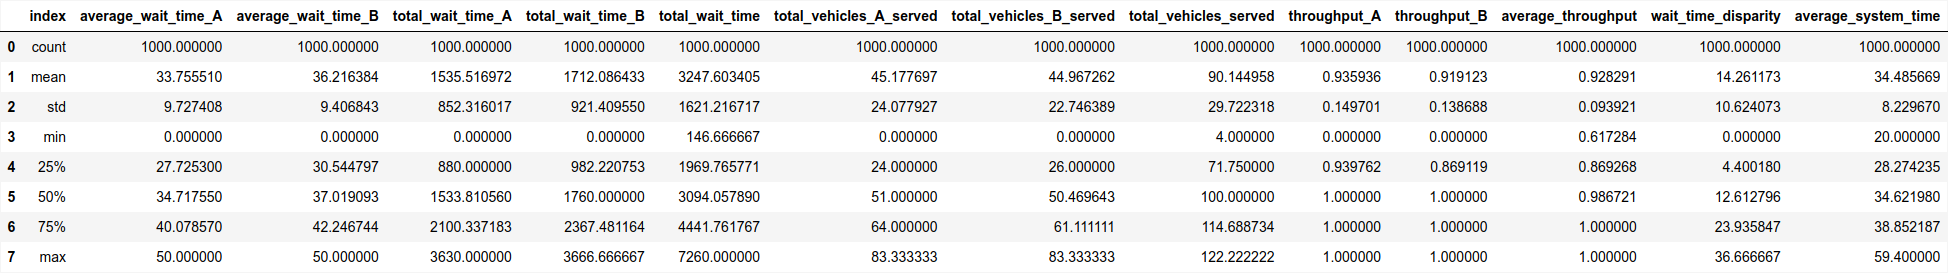 index average_wait_time_A average_wait_time_B total_wait_time_A total_wait_time_B total_wait_time total_vehicles_A_served total_vehicles_B_served total_vehicles_served throughput_A throughput_B average_throughput wait_time_disparity average_system_time
0 count 1000.000000 1000.000000 1000.000000 1000.000000 1000.000000 1000.000000 1000.000000 1000.000000 1000.000000 1000.000000 1000.000000 1000.000000 1000.000000
1 mean 33.755510 36.216384 1535.516972 1712.086433 3247.603405 45.177697 44.967262 90.144958 0.935936 0.919123 0.928291 14.261173 34.485669
2 std 9.727408 9.406843 852.316017 921.409550 1621.216717 24.077927 22.746389 29.722318 0.149701 0.138688 0.093921 10.624073 8.229670
3 min 0.000000 0.000000 0.000000 0.000000 146.666667 0.000000 0.000000 4.000000 0.000000 0.000000 0.617284 0.000000 20.000000
4 25% 27.725300 30.544797 880.000000 982.220753 1969.765771 24.000000 26.000000 71.750000 0.939762 0.869119 0.869268 4.400180 28.274235
5 50% 34.717550 37.019093 1533.810560 1760.000000 3094.057890 51.000000 50.469643 100.000000 1.000000 1.000000 0.986721 12.612796 34.621980
6 75% 40.078570 42.246744 2100.337183 2367.481164 4441.761767 64.000000 61.111111 114.688734 1.000000 1.000000 1.000000 23.935847 38.852187
7 max 50.000000 50.000000 3630.000000 3666.666667 7260.000000 83.333333 83.333333 122.222222 1.000000 1.000000 1.000000 36.666667 59.400000